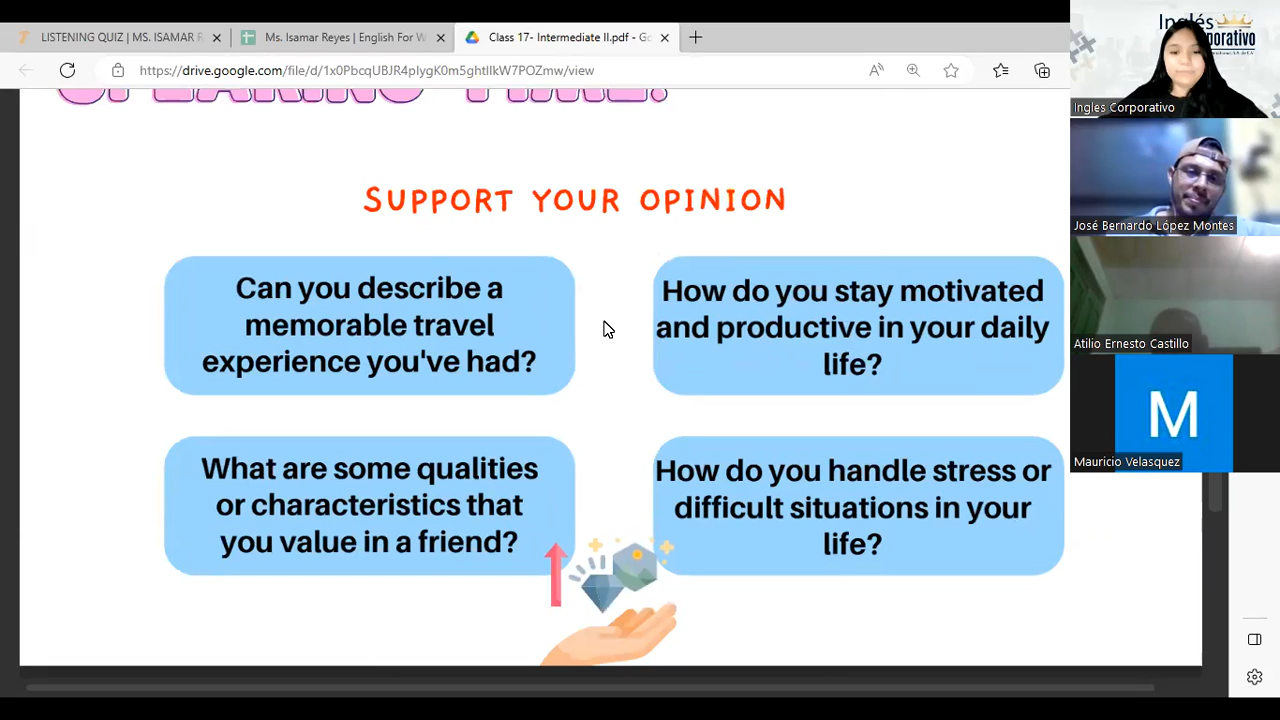 LISTENING QUIZ | MS. ISAMAR R
Ms. Isamar Reyes | English For W
Class 17- Intermediate II.pdf - Go
https://drive.google.com/file/d/1x0PbcqUBJR4plygK0m5ghtllkW7POZmw/view
SPEAKING TIME!
SUPPORT YOUR OPINION
Can you describe a
memorable travel
experience you've had?
How do you stay motivated
and productive in your daily
life?
What are some qualities
or characteristics that
you value in a friend?
How do you handle stress or
difficult situations in your
life?
Inglés
Ingles Corporativo
José Bernardo López Montes
Atilio Ernesto Castillo
M
Mauricio Velasquez